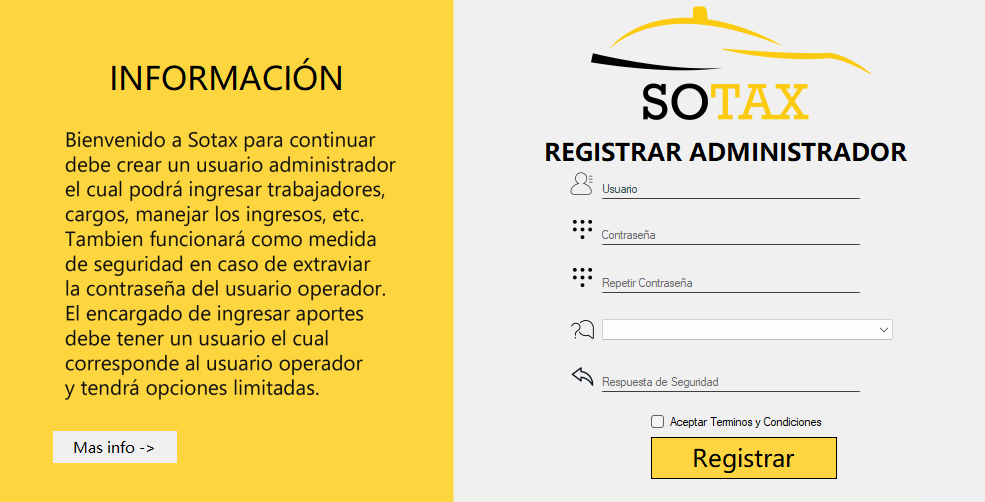 INFORMACIÓN
Bienvenido a Sotax para continuar
debe crear un usuario administrador
el cual podrá ingresar trabajadores,
cargos, manejar los ingresos, etc.
Tambien funcionará como medida
de seguridad en caso de extraviar
la contraseña del usuario operador.
El encargado de ingresar aportes
debe tener un usuario el cual
corresponde al usuario operador
y tendrá opciones limitadas.
Mas info ->
SOTAX
REGISTRAR ADMINISTRADOR
Usuario
Contraseña
Repetir Contraseña
Respuesta de Seguridad
Aceptar Terminos y Condiciones
Registrar